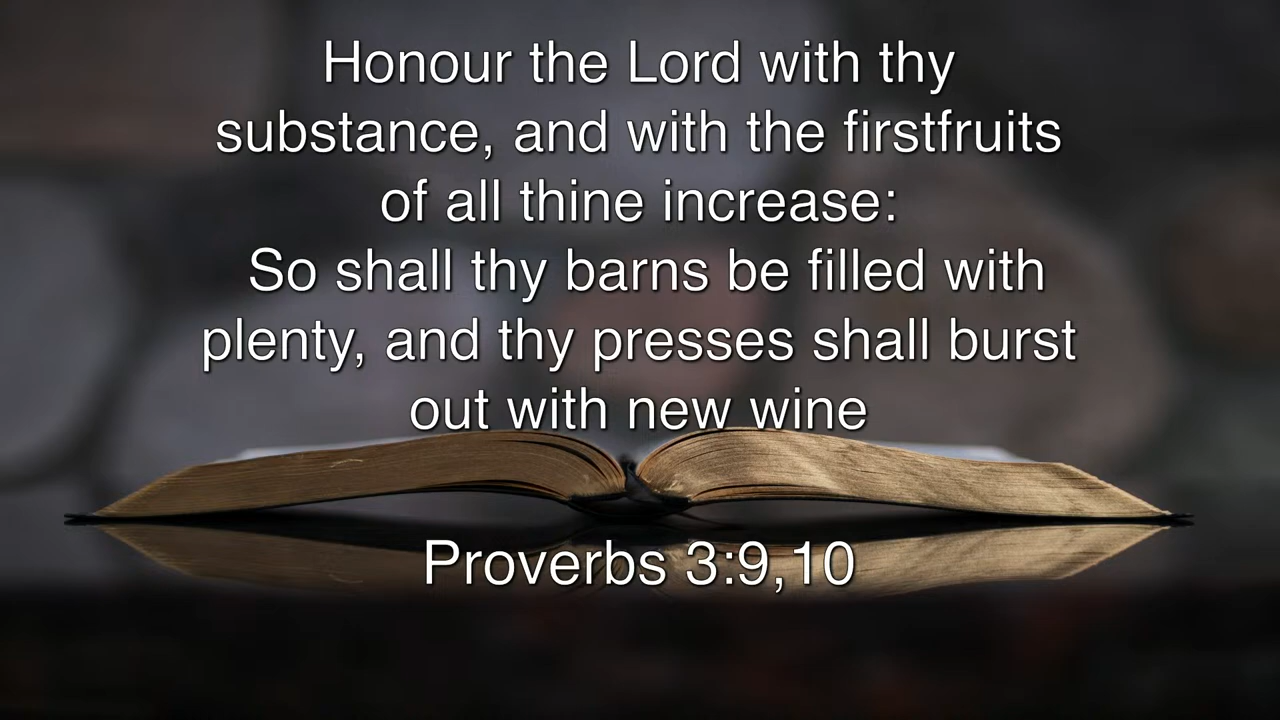 Honour the Lord with thy
substance, and with the firstfruits
of all thine increase:
So shall thy barns be filled with
plenty, and thy presses shall burst
out with new wine
Proverbs 3:9,10